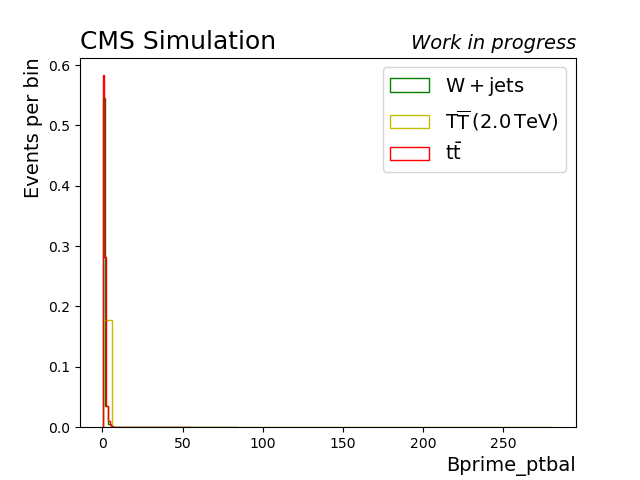 CMS Simulation
Work in progress
Events per bin
0.6
0.5
0.4
0.3
0.2
0.1
0.0
W + jets
TT̅ (2.0 TeV)
tt̄
0
50
100
150
200
250
Bprime_ptbal